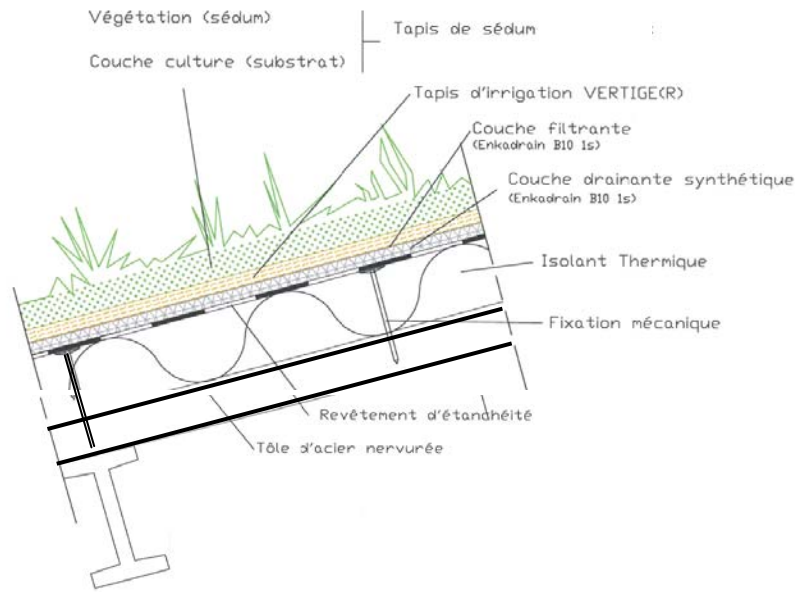 Végétation (sédum)
Tapis de sédum
Couche culture (substrat)
Tapis d'irrigation VERTIGE(R)
Couche filtrante
(Enkadrain B10 1s)
Couche drainante synthétique
(Enkadrain B10 1s)
Isolant Thermique
Fixation mécanique
Revêtement d'étanchéité
Tôle d'acier nervurée